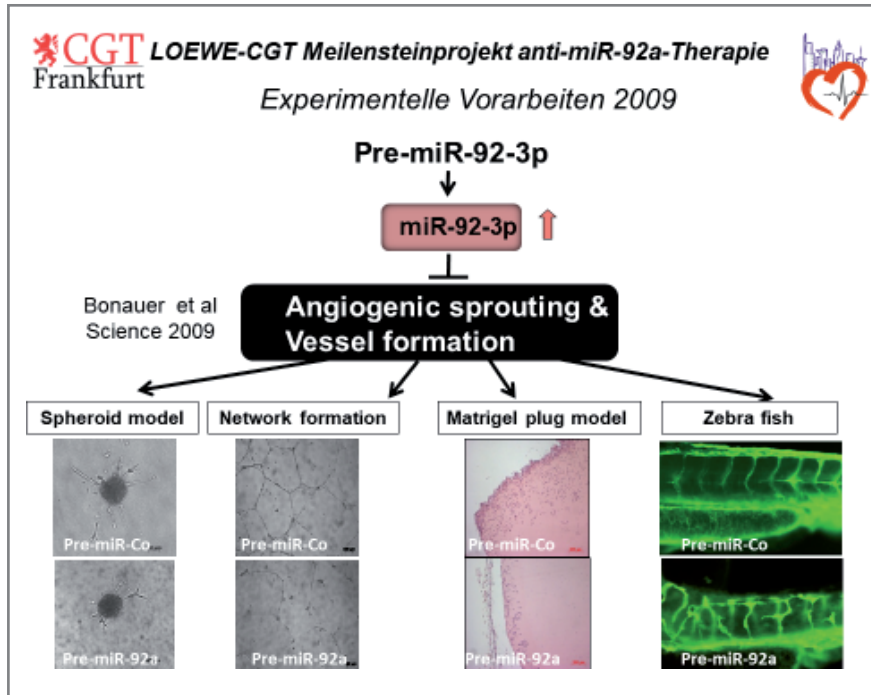 CGT
Frankfurt
LOEWE-CGT Meilensteinprojekt anti-miR-92a-Therapie
Experimentelle Vorarbeiten 2009
Pre-miR-92-3p
miR-92-3p
Bonauer et al
Science 2009
Angiogenic sprouting &
Vessel formation
Spheroid model
Network formation
Matrigel plug model
Zebra fish
Pre-miR-Co
Pre-miR-Co
Pre-miR-Co
Pre-miR-Co
Pre-miR-92a
Pre-miR-92a
Pre-miR-92a
Pre-miR-92a